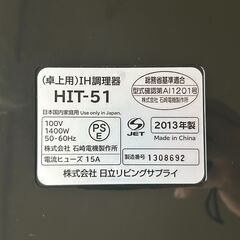 (卓上用)IH調理器
HIT-51
日本国内家庭用 Use only in Japan.
100V
1400W
50-60Hz
株式会社 石崎電機製作所
電流ヒューズ 15A
PS
E
総務省基準適合
型式確認第AI1201号
株式会社 石崎電機製作所
S
JET
2013年製
Made in China
製造番号 1308692
株式会社 日立リビングサプライ